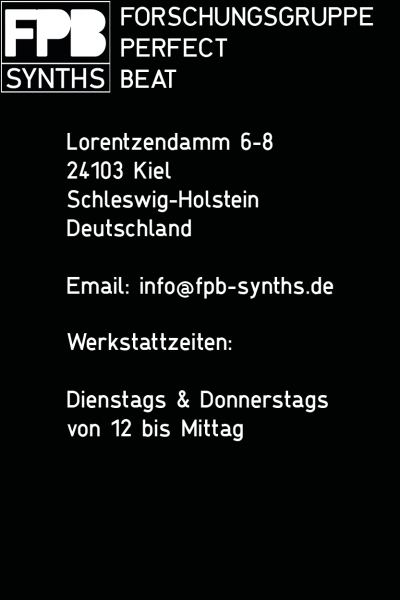 FPB
SYNTHS
FORSCHUNGSGRUPPE
PERFECT
BEAT
Lorentzendamm 6-8
24103 Kiel
Schleswig-Holstein
Deutschland
Email: info@fpb-synths.de
Werkstattzeiten:
Dienstags & Donnerstags
von 12 bis Mittag